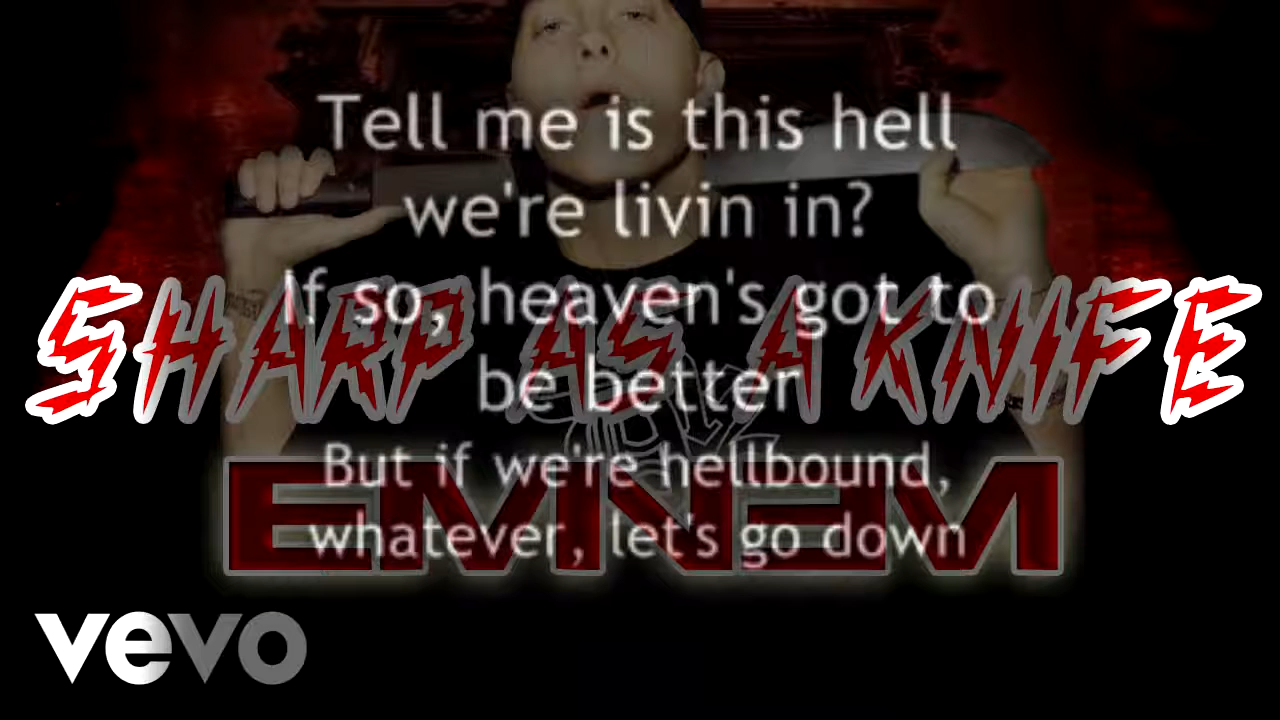 Tell me is this hell
we're livin in?
If so, heaven's got to
SHARP AS A KNIFE
be better
But if we're hellbound,
EMINEM
whatever, let's go down
vevo